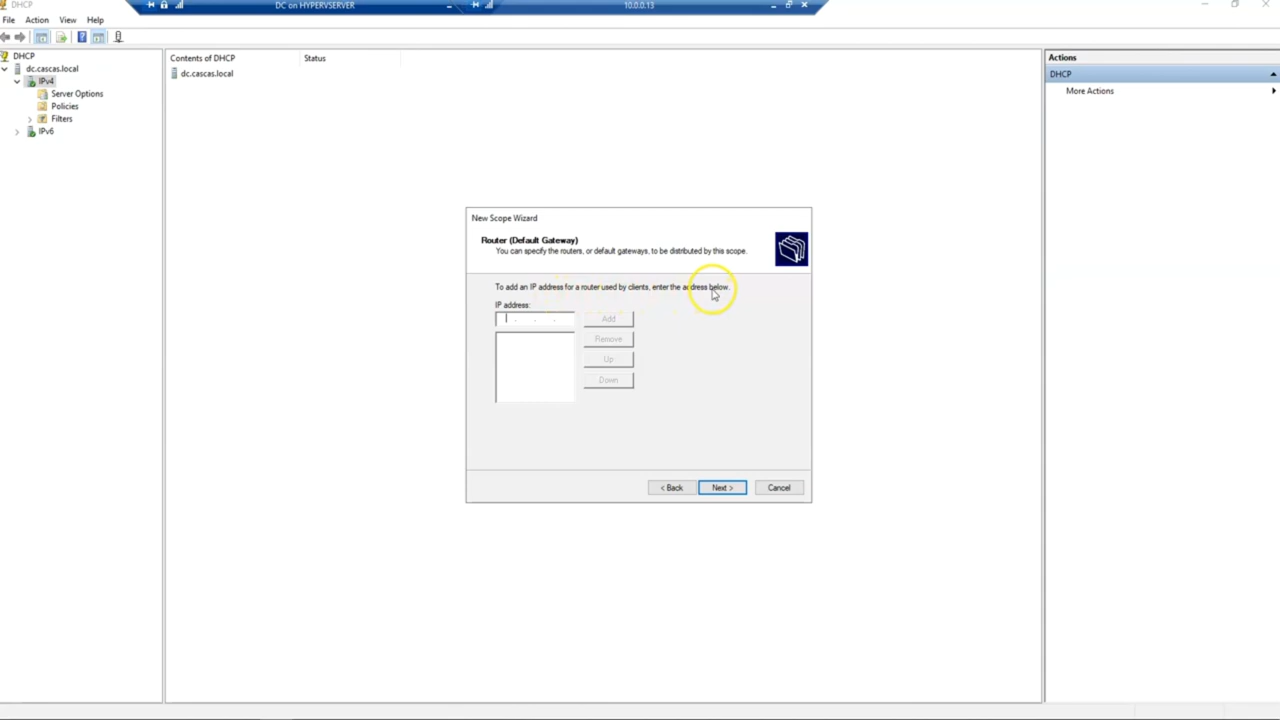 DHCP
DC on HYPERVSERVER
10.0.0.13
File Action View Help
DHCP
dc.cascas.local
IPv4
Server Options
Policies
Filters
IPv6
Contents of DHCP Status
dc.cascas.local
Actions
DHCP
More Actions
New Scope Wizard
Router (Default Gateway)
You can specify the routers, or default gateways, to be distributed by this scope.
To add an IP address for a router used by clients, enter the address below.
IP address:
. . .
Add
Remove
Up
Down
< Back Next > Cancel